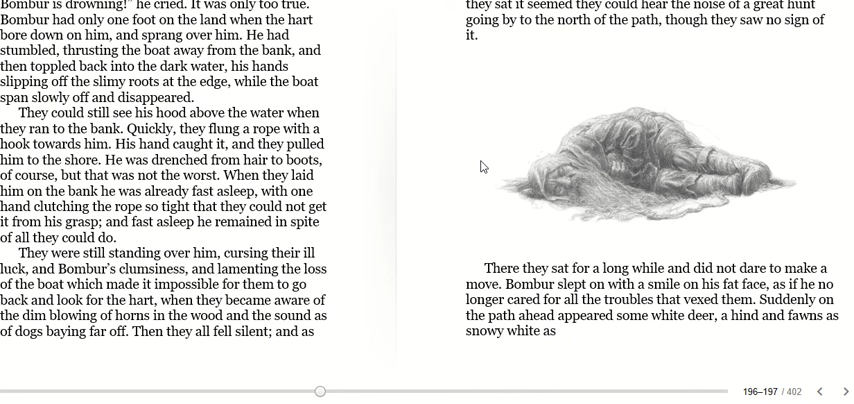 Bombur is drowning!" he cried. It was only too true.
Bombur had only one foot on the land when the hart
bore down on him, and sprang over him. He had
stumbled, thrusting the boat away from the bank, and
then toppled back into the dark water, his hands
slipping off the slimy roots at the edge, while the boat
span slowly off and disappeared.
They could still see his hood above the water when
they ran to the bank. Quickly, they flung a rope with a
hook towards him. His hand caught it, and they pulled
him to the shore. He was drenched from hair to boots,
of course, but that was not the worst. When they laid
him on the bank he was already fast asleep, with one
hand clutching the rope so tight that they could not get
it from his grasp; and fast asleep he remained in spite
of all they could do.
They were still standing over him, cursing their ill
luck, and Bombur's clumsiness, and lamenting the loss
of the boat which made it impossible for them to go
back and look for the hart, when they became aware of
the dim blowing of horns in the wood and the sound as
of dogs baying far off. Then they all fell silent; and as
they sat it seemed they could hear the noise of a great hunt
going by to the north of the path, though they saw no sign of
it.
There they sat for a long while and did not dare to make a
move. Bombur slept on with a smile on his fat face, as if he no
longer cared for all the troubles that vexed them. Suddenly on
the path ahead appeared some white deer, a hind and fawns as
snowy white as
196–197 / 402